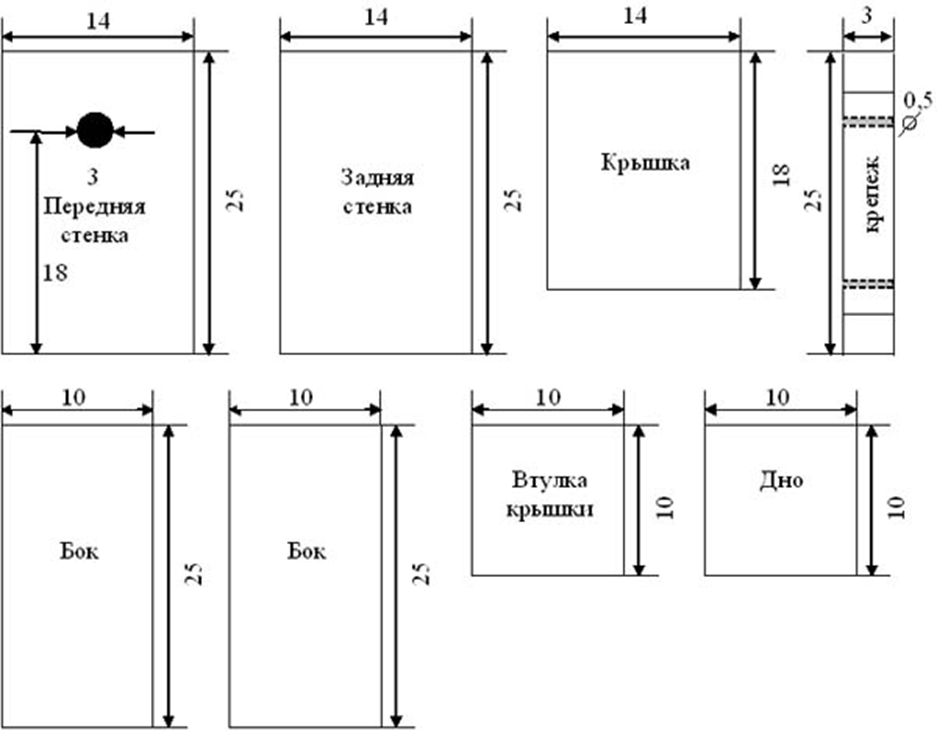 14
14
14
3
0,5
3
Передняя
стенка
18
25
Задняя
стенка
25
Крышка
18
25
крепеж
10
10
10
10
Бок
25
Бок
25
Втулка
крышки
10
Дно
10